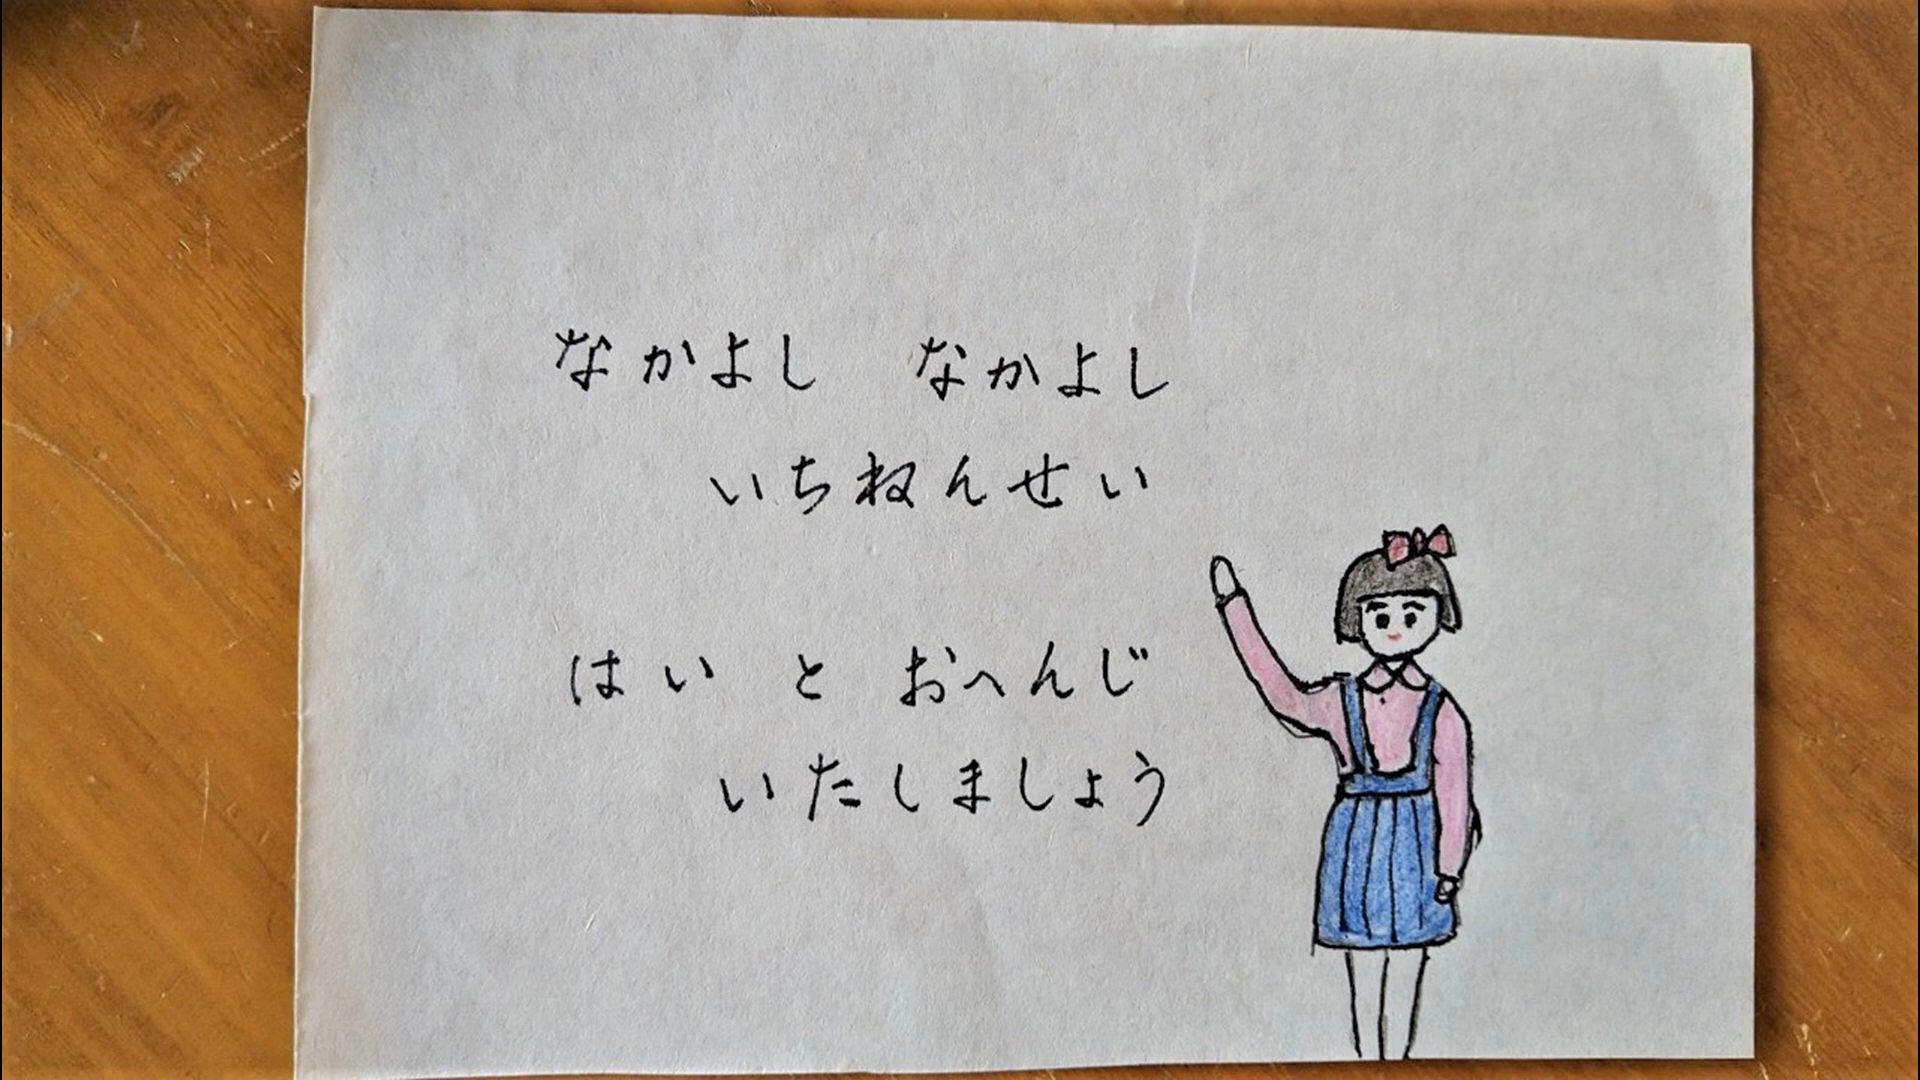 なかよし　なかよし
いちねんせい
はい　と　おへんじ
いたしましょう